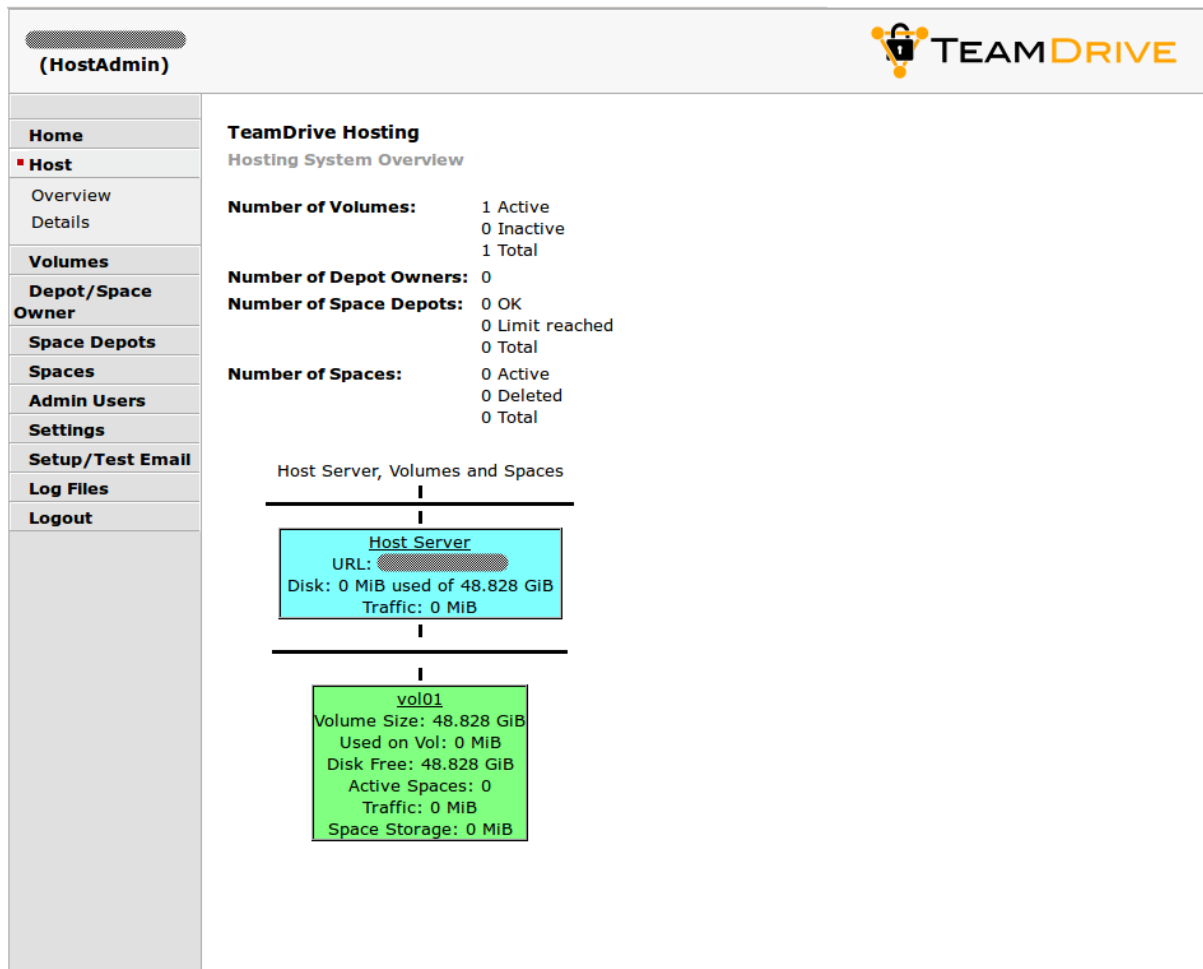 (HostAdmin)
TEAMDRIVE
Home
Host
Overview
Details
Volumes
Depot/Space
Owner
Space Depots
Spaces
Admin Users
Settings
Setup/Test Email
Log Files
Logout
TeamDrive Hosting
Hosting System Overview
Number of Volumes: 1 Active
0 Inactive
1 Total
Number of Depot Owners: 0
Number of Space Depots: 0 OK
0 Limit reached
0 Total
Number of Spaces: 0 Active
0 Deleted
0 Total
Host Server, Volumes and Spaces
Host Server
URL:
Disk: 0 MiB used of 48.828 GiB
Traffic: 0 MiB
vol01
Volume Size: 48.828 GiB
Used on Vol: 0 MiB
Disk Free: 48.828 GiB
Active Spaces: 0
Traffic: 0 MiB
Space Storage: 0 MiB